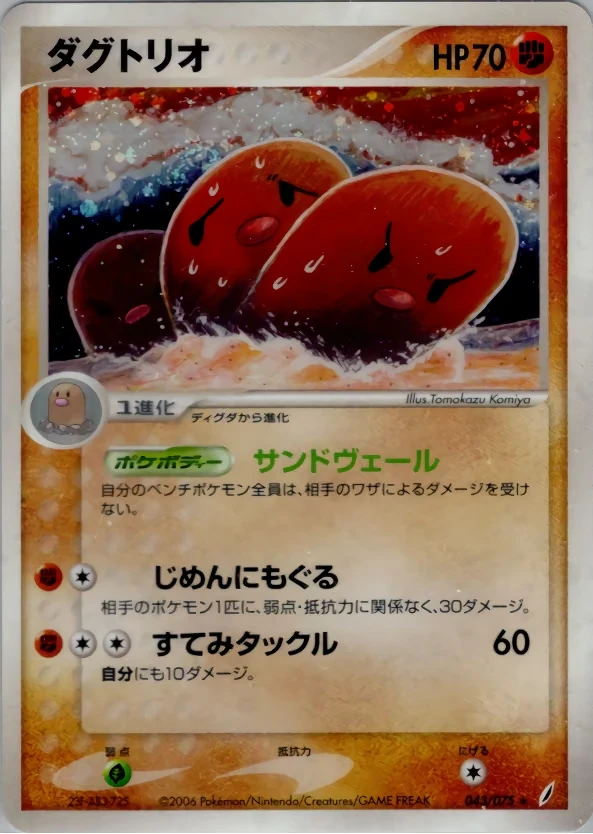 ダグトリオ HP70
Illus.Tomokazu Komiya
1進化
ディグダから進化
ポケボディー サンドヴェール
自分のベンチポケモン全員は、相手のワザによるダメージを受け
ない。
じめんにもぐる
相手のポケモン1匹に、弱点・抵抗力に関係なく、30ダメージ。
すてみタックル 60
自分にも10ダメージ。
弱点 抵抗力 にげる
©2006 Pokémon/Nintendo/Creatures/GAME FREAK 043/075 ★